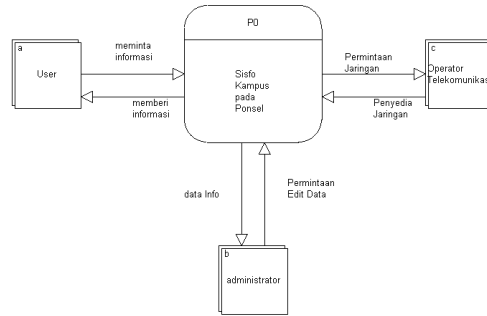 P0
a
meminta
informasi
User
Sisfo
Kampus
pada
Ponsel
Permintaan
Jaringan
c
Operator
Telekomunikas
memberi
informasi
Penyedia
Jaringan
data Info
Permintaan
Edit Data
b
administrator